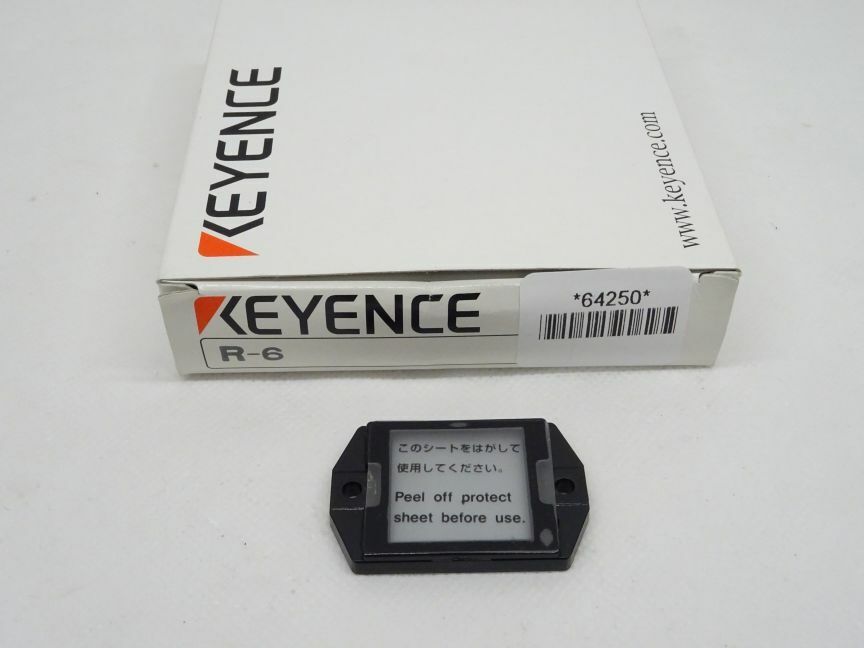 KEYENCE
www.keyence.com
KEYENCE
R-6
*64250*
このシートをはがして
使用してください。
Peel off protect
sheet before use.